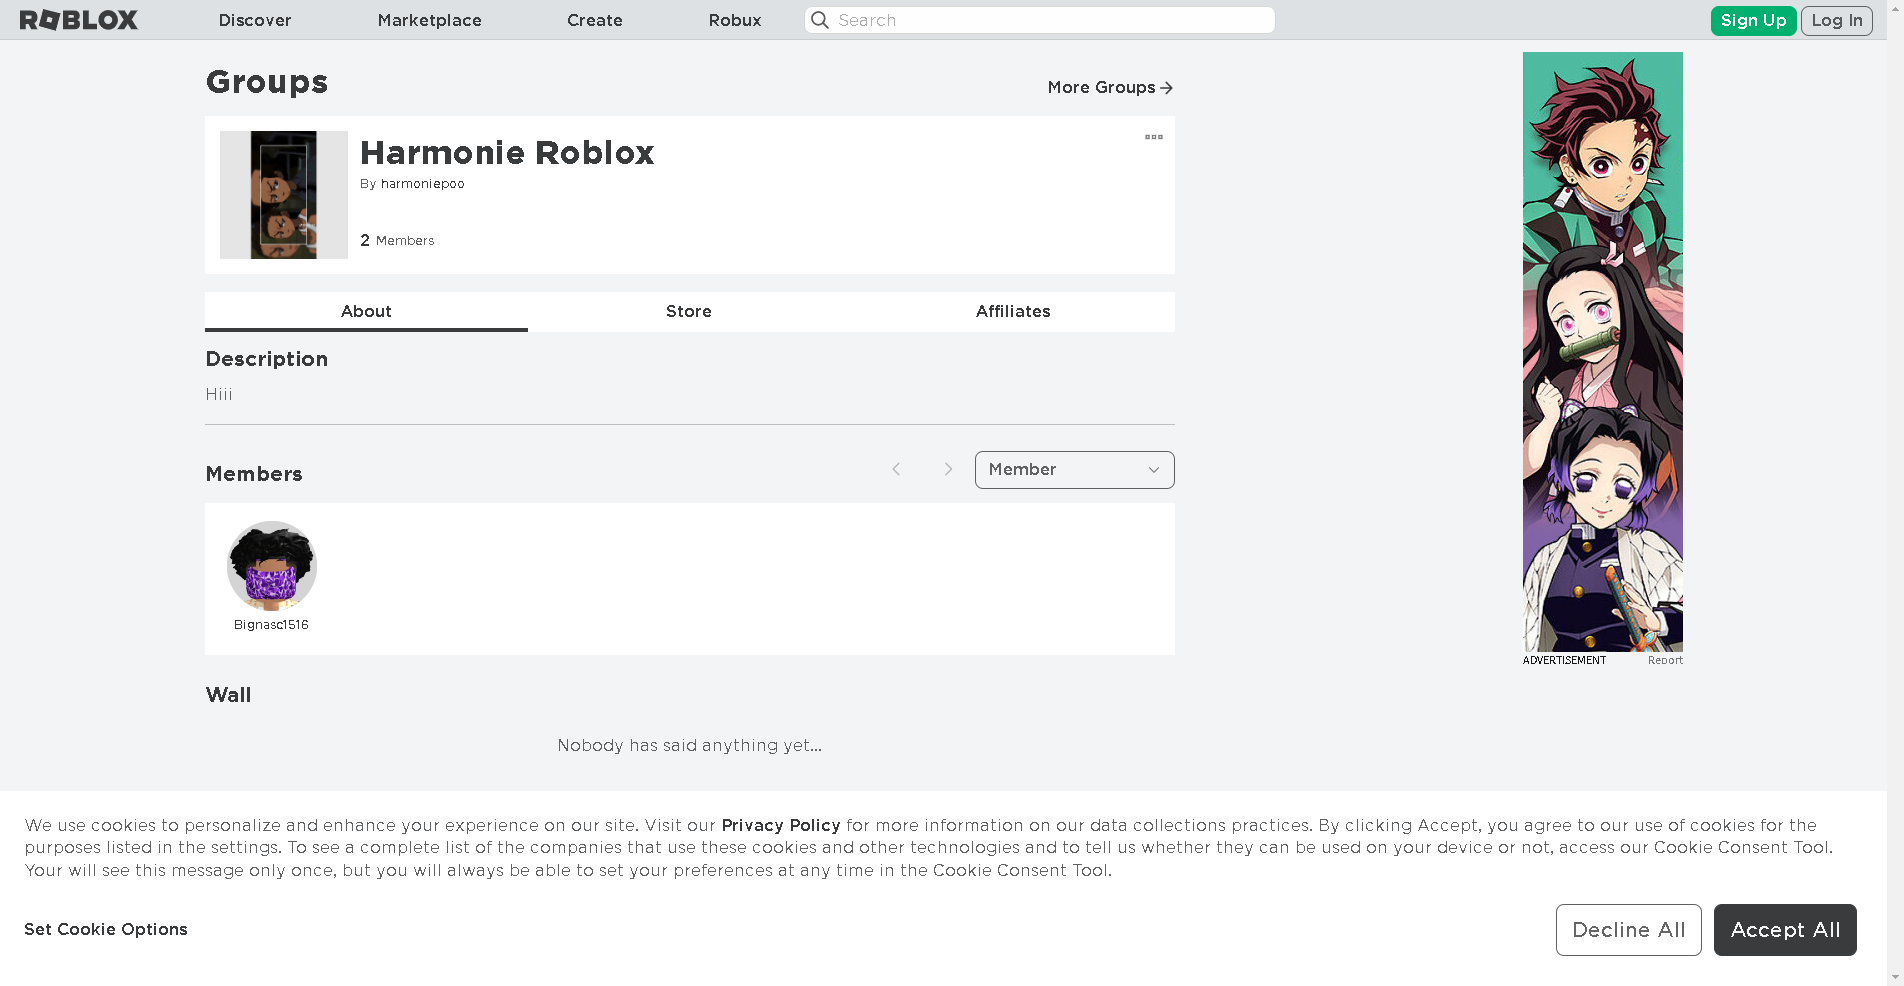 ROBLOX
Discover
Marketplace
Create
Robux
Search
Sign Up
Log In
Groups
More Groups
Harmonie Roblox
By harmoniepoo
2 Members
About
Store
Affiliates
Description
Hiii
Members
Member
Bignasc1516
Wall
Nobody has said anything yet...
ADVERTISEMENT
Report
We use cookies to personalize and enhance your experience on our site. Visit our Privacy Policy for more information on our data collections practices. By clicking Accept, you agree to our use of cookies for the
purposes listed in the settings. To see a complete list of the companies that use these cookies and other technologies and to tell us whether they can be used on your device or not, access our Cookie Consent Tool.
Your will see this message only once, but you will always be able to set your preferences at any time in the Cookie Consent Tool.
Set Cookie Options
Decline All
Accept All